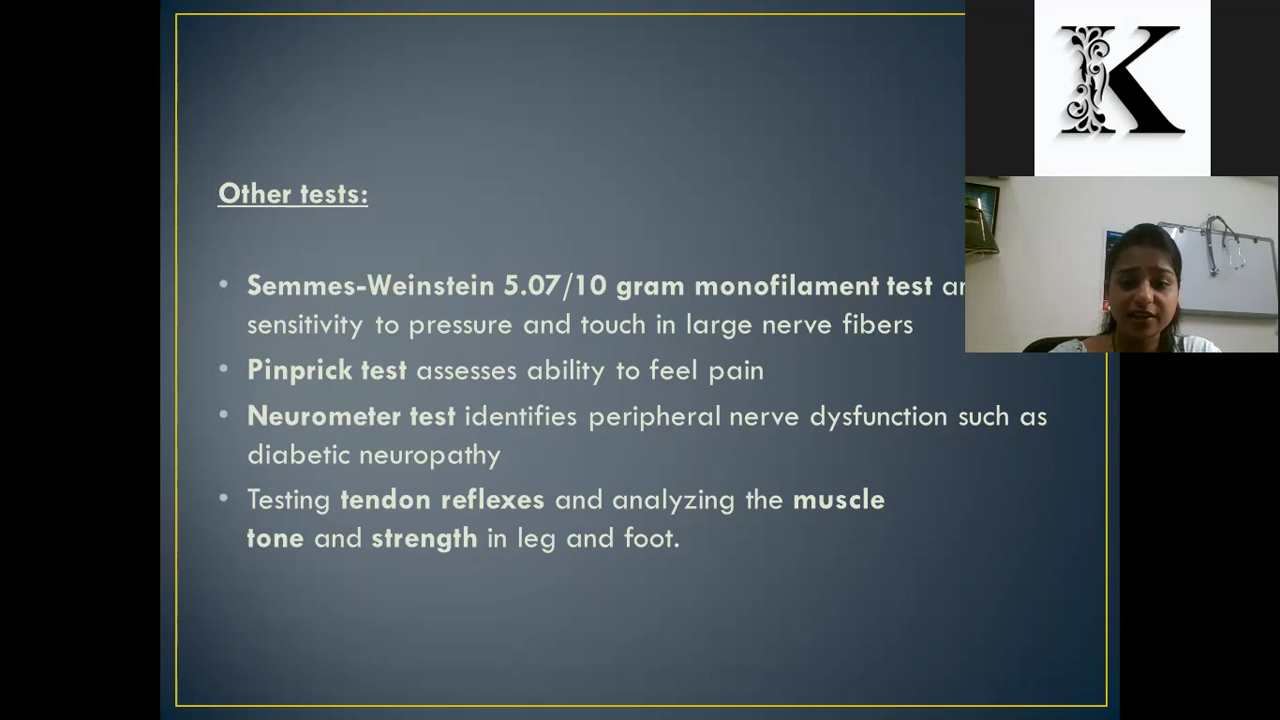 K
Other tests:
• Semmes-Weinstein 5.07/10 gram monofilament test
sensitivity to pressure and touch in large nerve fibers
• Pinprick test assesses ability to feel pain
• Neurometer test identifies peripheral nerve dysfunction such as
diabetic neuropathy
• Testing tendon reflexes and analyzing the muscle
tone and strength in leg and foot.